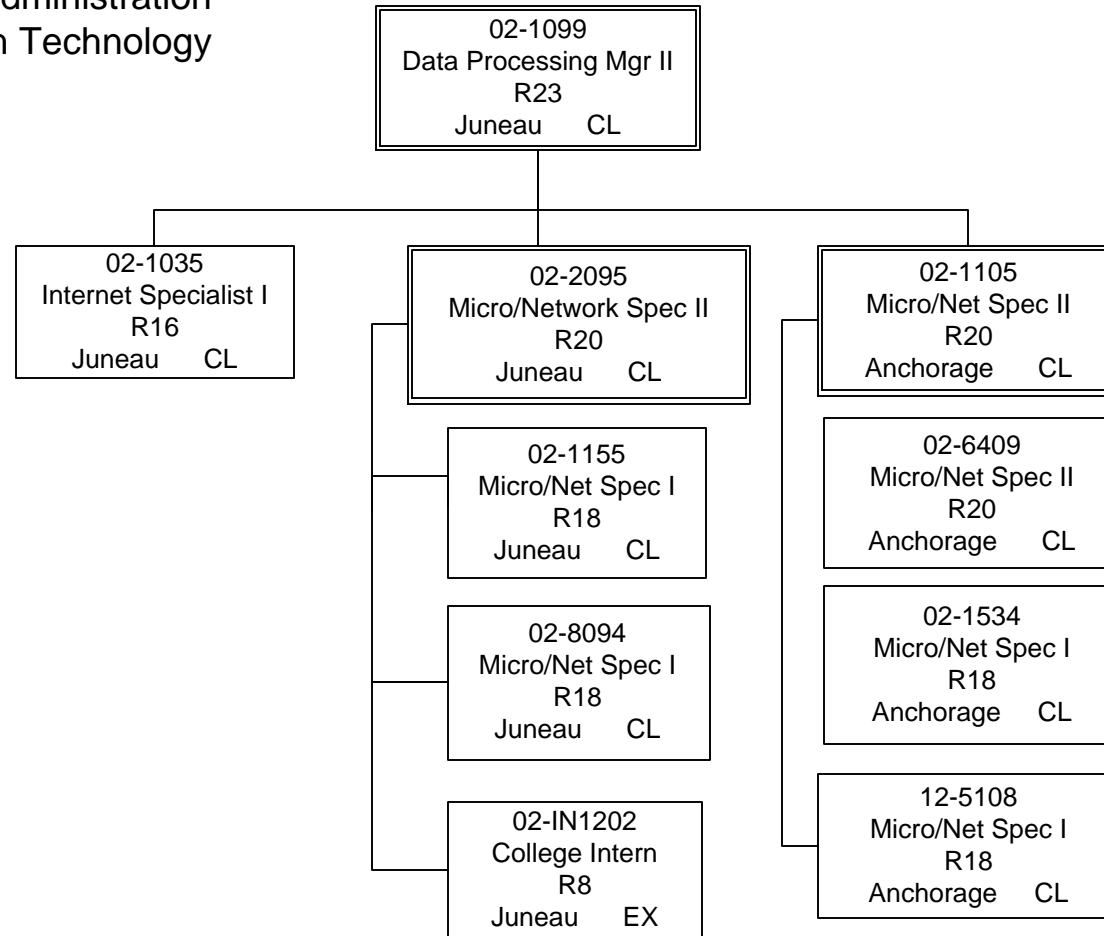 Technology
02-1099
Data Processing Mgr II
R23
Juneau CL
02-1035
Internet Specialist I
R16
Juneau CL
02-2095
Micro/Network Spec II
R20
Juneau CL
02-1105
Micro/Net Spec II
R20
Anchorage CL
02-1155
Micro/Net Spec I
R18
Juneau CL
02-6409
Micro/Net Spec II
R20
Anchorage CL
02-8094
Micro/Net Spec I
R18
Juneau CL
02-1534
Micro/Net Spec I
R18
Anchorage CL
02-IN1202
College Intern
R8
Juneau EX
12-5108
Micro/Net Spec I
R18
Anchorage CL